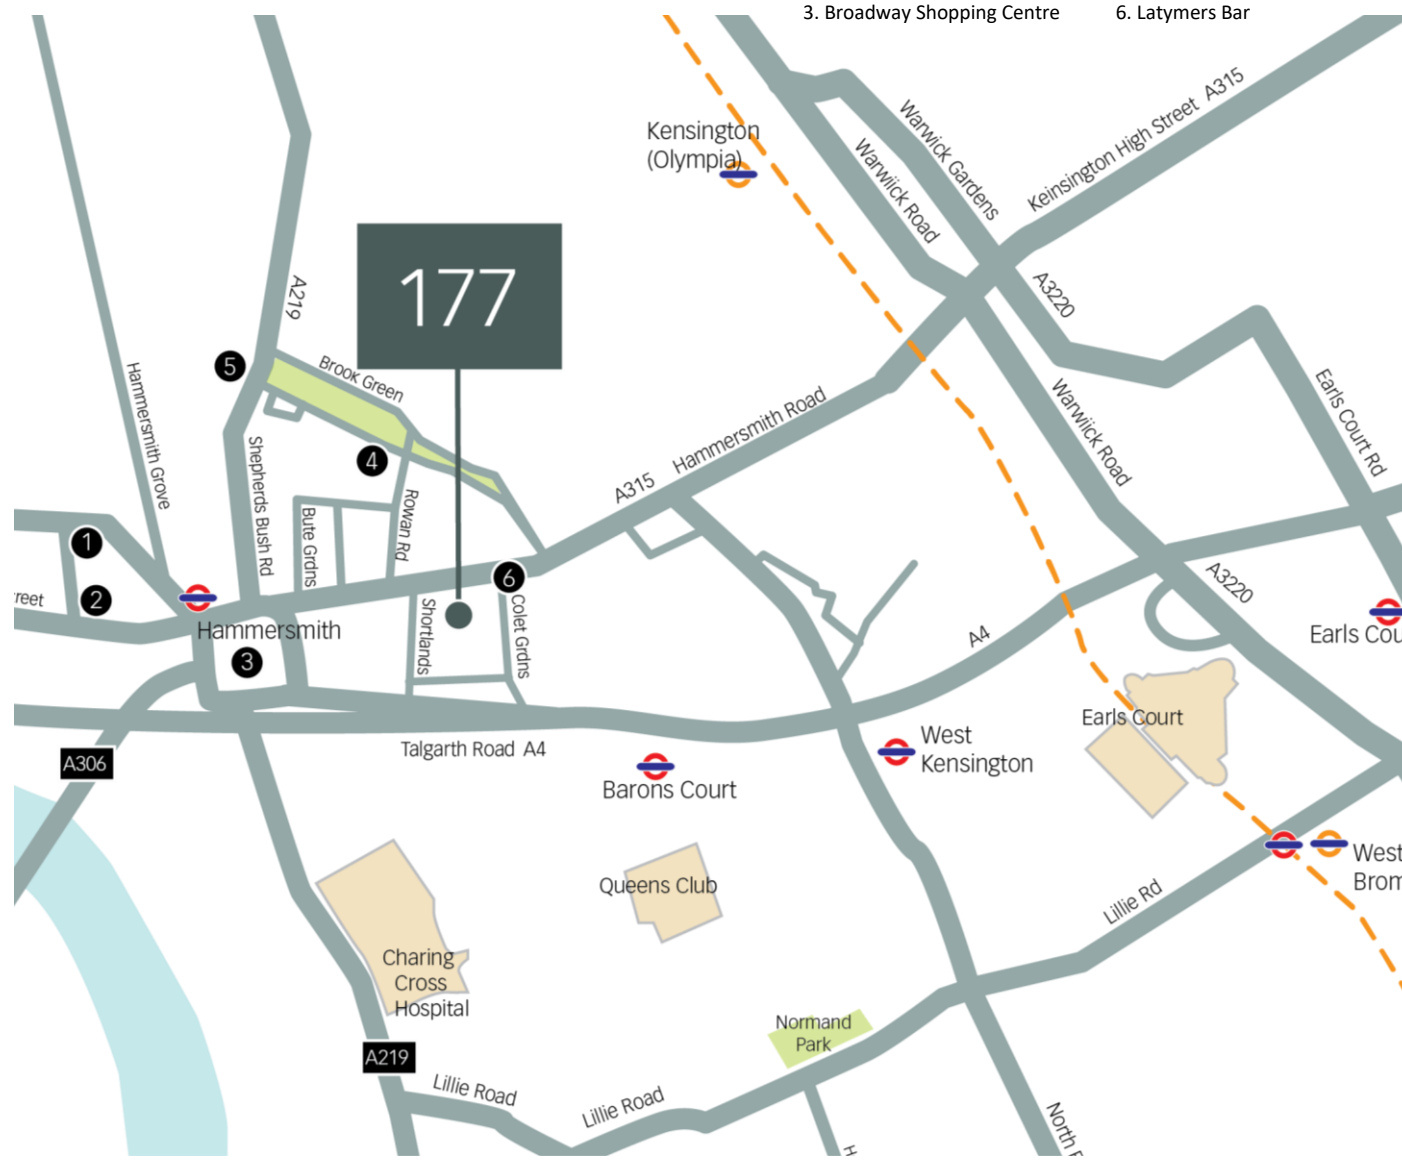 3. Broadway Shopping Centre
6. Latymers Bar
Kensington
(Olympia)
Warwick Gardens
Warwiick Road
Keinsington High Street A315
A3220
177
A219
5
Brook Green
Hammersmith Grove
4
Shepherds Bush Rd
Bute Grdns
Rowan Rd
A315
Hammersmith Road
Warwiick Road
Earls Court Rd
1
2
reet
Hammersmith
3
6
Shortlands
Colet Grdns
A4
A3220
Earls Cou
Earls Court
Talgarth Road A4
A306
Barons Court
West
Kensington
West
Brom
Queens Club
Lillie Rd
Charing
Cross
Hospital
Normand
Park
A219
Lillie Road
Lillie Road
North
H